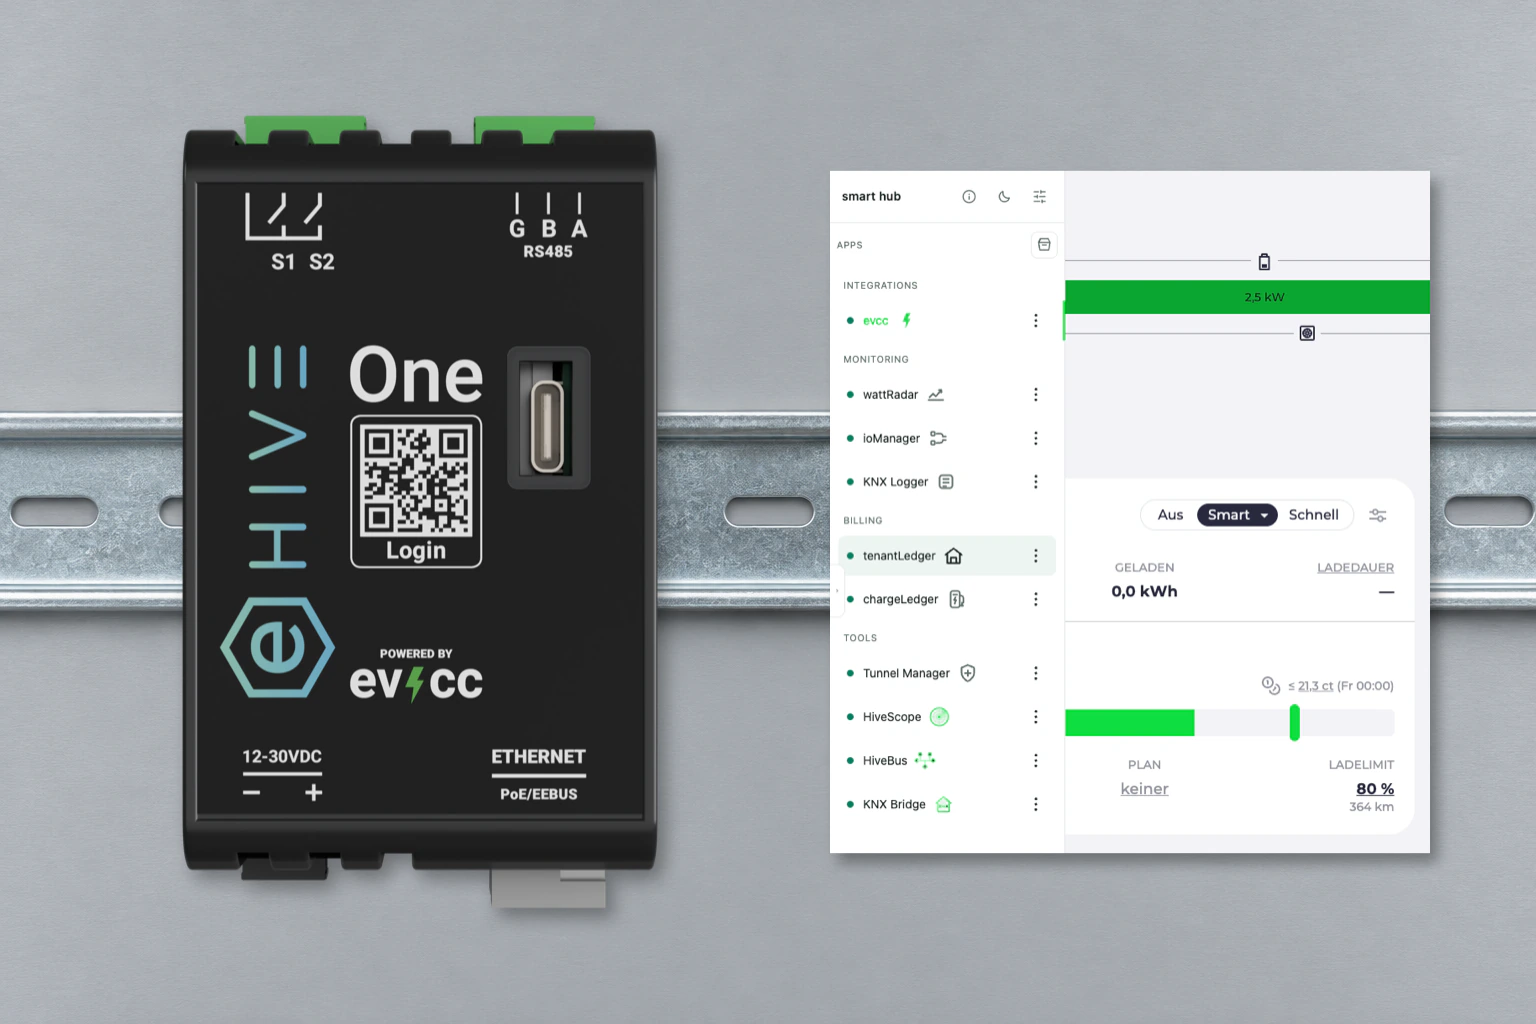 S1 S2
G B A
RS485
HIVE
One
Login
e
POWERED BY
evcc
12-30VDC
− +
ETHERNET
PoE/EEBUS
smart hub
APPS
INTEGRATIONS
evcc
MONITORING
wattRadar
ioManager
KNX Logger
BILLING
tenantLedger
chargeLedger
TOOLS
Tunnel Manager
HiveScope
HiveBus
KNX Bridge
2,5 kW
Aus Smart Schnell
GELADEN LADEDAUER
0,0 kWh —
≤ 21,3 ct (Fr 00:00)
PLAN LADELIMIT
keiner 80 %
364 km